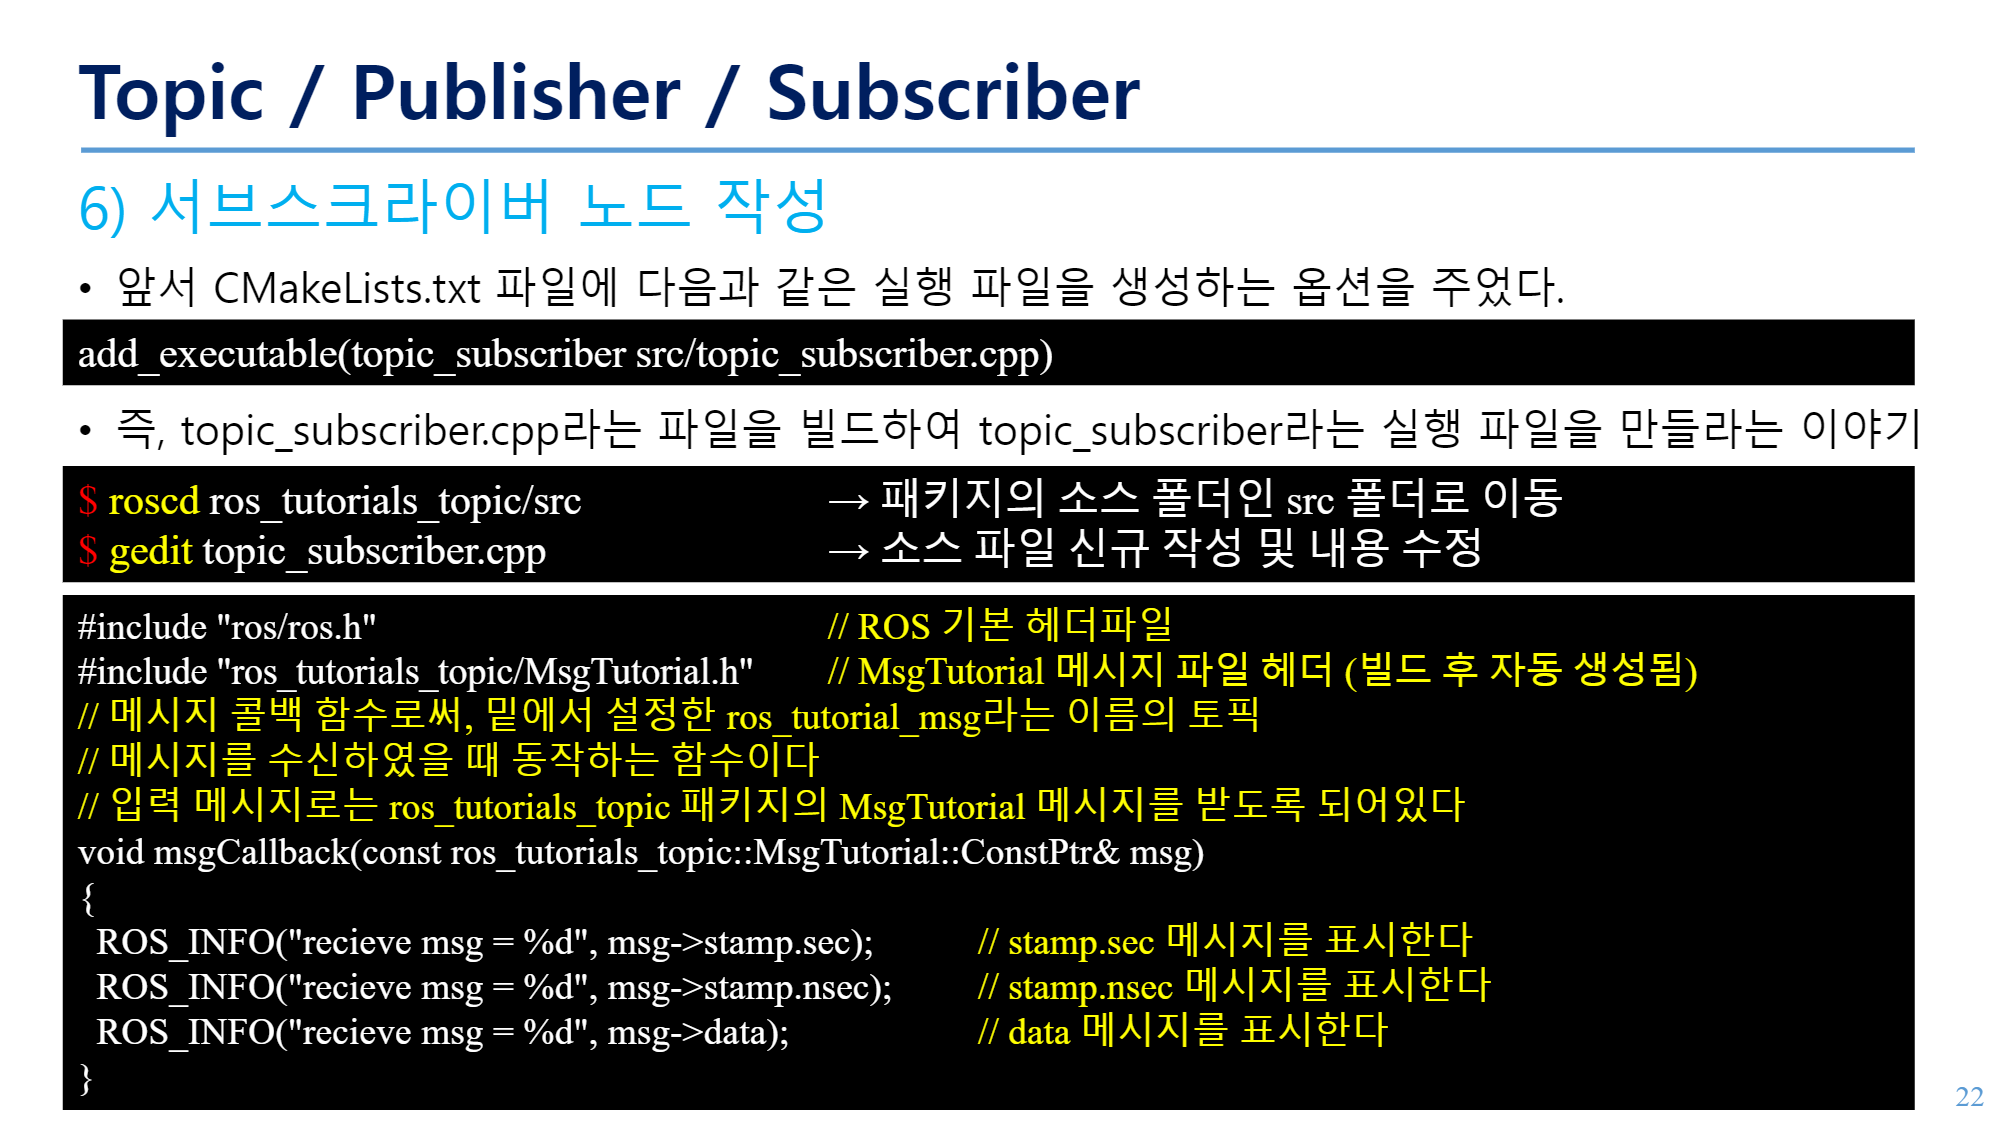 Topic / Publisher / Subscriber
6) 서브스크라이버 노드 작성
• 앞서 CMakeLists.txt 파일에 다음과 같은 실행 파일을 생성하는 옵션을 주었다.
add_executable(topic_subscriber src/topic_subscriber.cpp)
• 즉, topic_subscriber.cpp라는 파일을 빌드하여 topic_subscriber라는 실행 파일을 만들라는 이야기
$ roscd ros_tutorials_topic/src → 패키지의 소스 폴더인 src 폴더로 이동
$ gedit topic_subscriber.cpp → 소스 파일 신규 작성 및 내용 수정
#include "ros/ros.h" // ROS 기본 헤더파일
#include "ros_tutorials_topic/MsgTutorial.h" // MsgTutorial 메시지 파일 헤더 (빌드 후 자동 생성됨)
// 메시지 콜백 함수로써, 밑에서 설정한 ros_tutorial_msg라는 이름의 토픽
// 메시지를 수신하였을 때 동작하는 함수이다
// 입력 메시지로는 ros_tutorials_topic 패키지의 MsgTutorial 메시지를 받도록 되어있다
void msgCallback(const ros_tutorials_topic::MsgTutorial::ConstPtr& msg)
{
ROS_INFO("recieve msg = %d", msg->stamp.sec); // stamp.sec 메시지를 표시한다
ROS_INFO("recieve msg = %d", msg->stamp.nsec); // stamp.nsec 메시지를 표시한다
ROS_INFO("recieve msg = %d", msg->data); // data 메시지를 표시한다
}
22